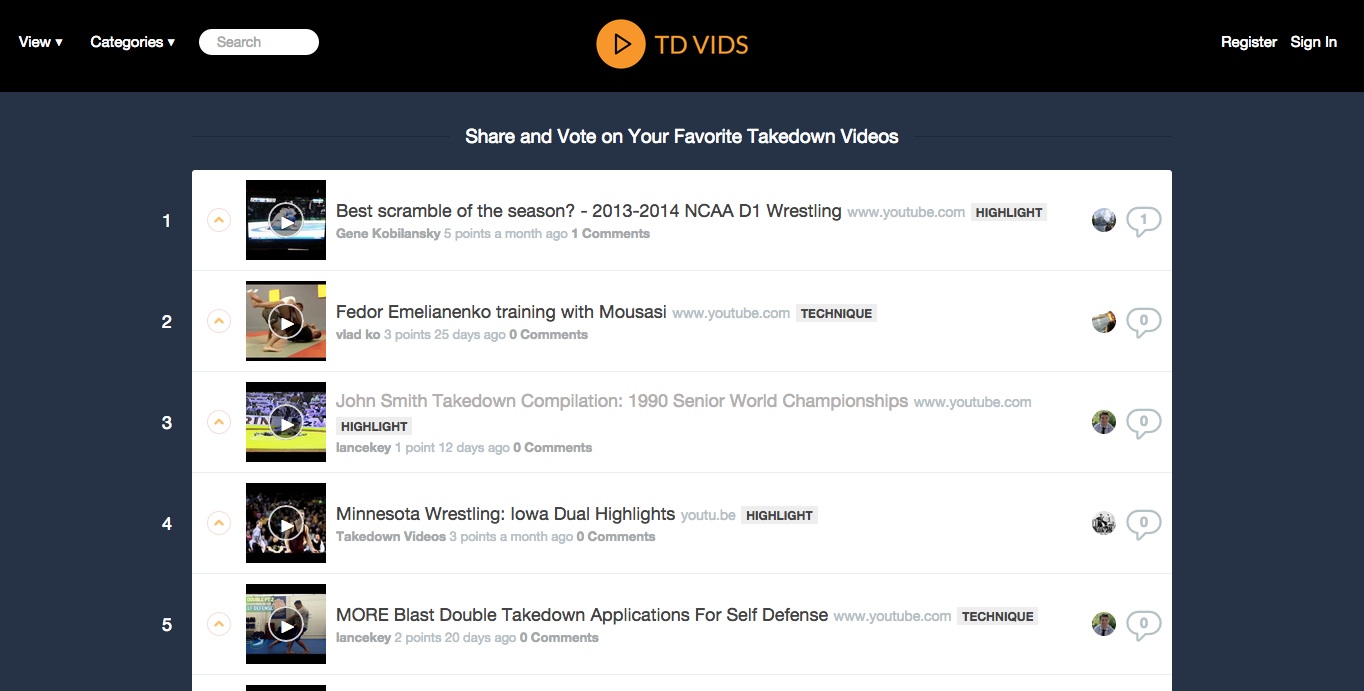 View ▾ Categories ▾ Search TD VIDS Register Sign In
Share and Vote on Your Favorite Takedown Videos
1 Best scramble of the season? - 2013-2014 NCAA D1 Wrestling www.youtube.com HIGHLIGHT 1
Gene Kobilansky 5 points a month ago 1 Comments
2 Fedor Emelianenko training with Mousasi www.youtube.com TECHNIQUE 0
vlad ko 3 points 25 days ago 0 Comments
John Smith Takedown Compilation: 1990 Senior World Championships www.youtube.com
3 HIGHLIGHT 0
lancekey 1 point 12 days ago 0 Comments
4 Minnesota Wrestling: Iowa Dual Highlights youtu.be HIGHLIGHT 0
Takedown Videos 3 points a month ago 0 Comments
5 MORE Blast Double Takedown Applications For Self Defense www.youtube.com TECHNIQUE 0
lancekey 2 points 20 days ago 0 Comments